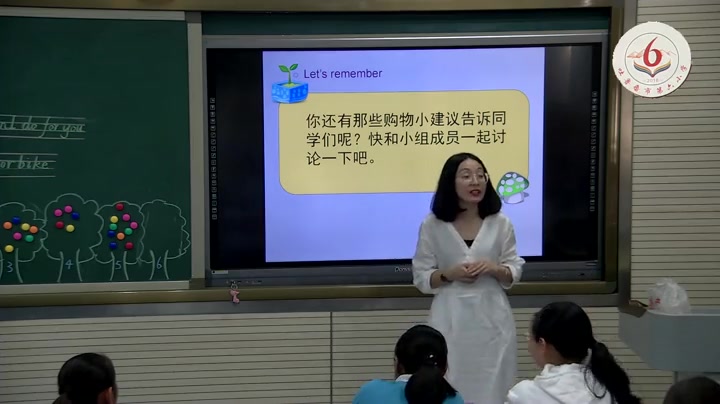 Let's remember
你还有那些购物小建议告诉同
学们呢？快和小组成员一起讨
论一下吧。
I do for you
or bike
3 4 5 6
6